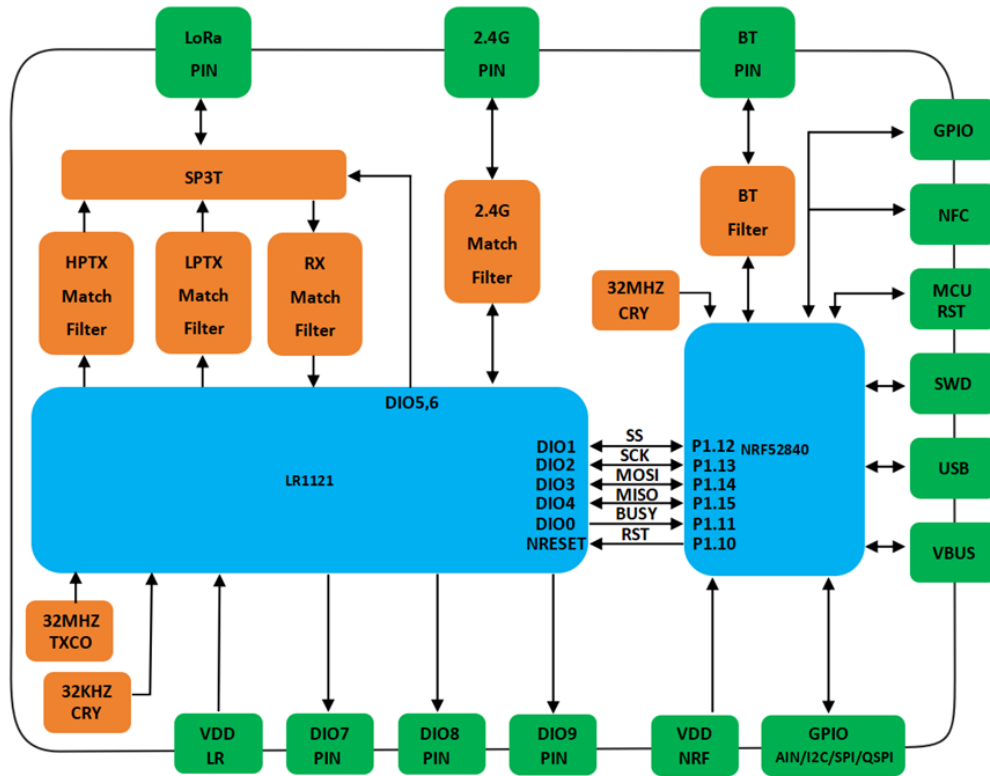 LoRa
PIN
2.4G
PIN
BT
PIN
GPIO
SP3T
BT
Filter
2.4G
Match
Filter
NFC
HPTX
Match
Filter
LPTX
Match
Filter
RX
Match
Filter
32MHZ
CRY
MCU
RST
SWD
DIO5,6
LR1121
NRF52840
DIO1
SS
P1.12
DIO2
SCK
P1.13
DIO3
MOSI
P1.14
DIO4
MISO
P1.15
DIO0
BUSY
P1.11
NRESET
RST
P1.10
USB
VBUS
32MHZ
TXCO
32KHZ
CRY
VDD
LR
DIO7
PIN
DIO8
PIN
DIO9
PIN
VDD
NRF
GPIO
AIN/I2C/SPI/QSPI